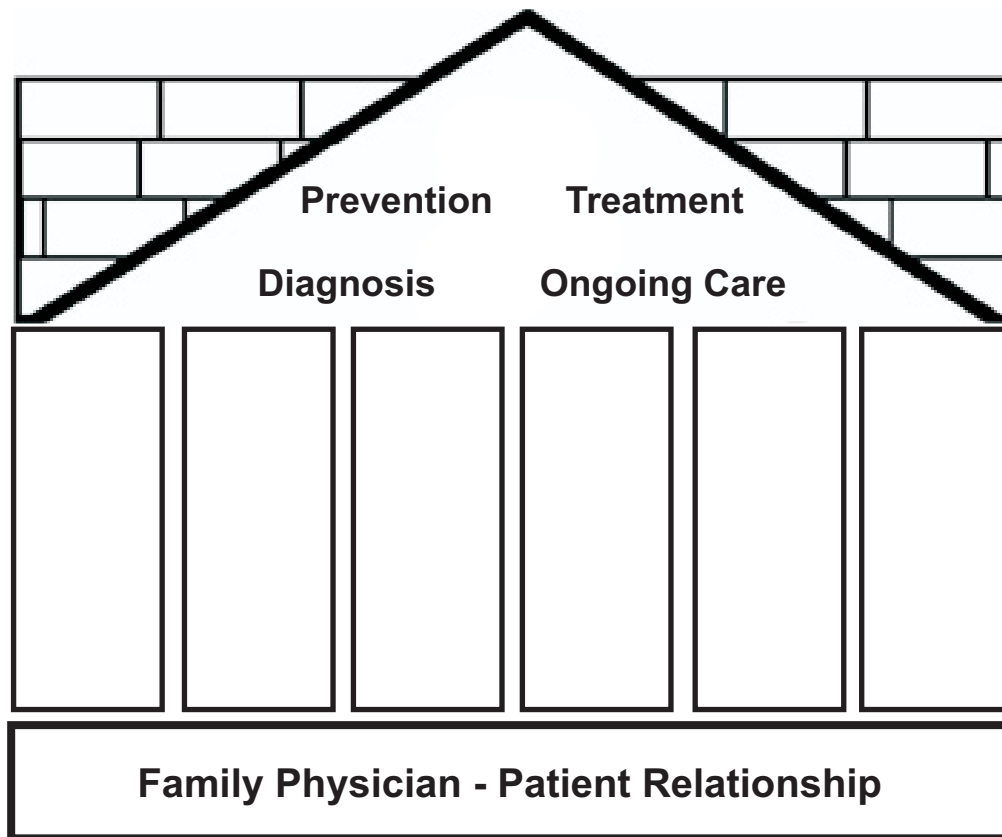 Prevention Treatment
Diagnosis Ongoing Care
Family Physician - Patient Relationship